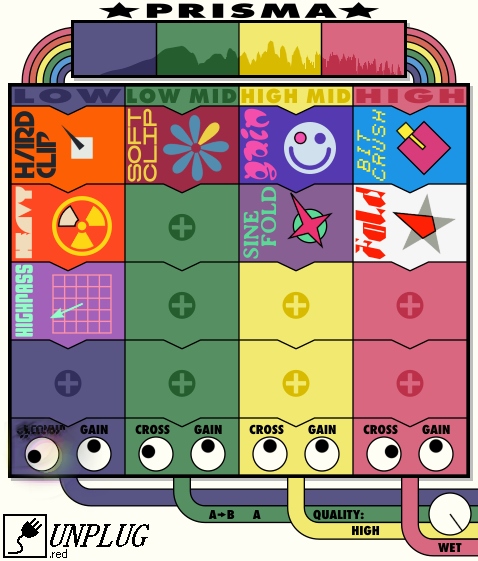 PRISMA
LOW LOW MID HIGH MID HIGH
HARD CLIP
SOFT CLIP
gain
BIT CRUSH
HEAVY
SINE FOLD
Fold
HIGHPASS
GAIN CROSS GAIN CROSS GAIN CROSS GAIN
A→B A QUALITY:
HIGH
WET
UNPLUG
.red